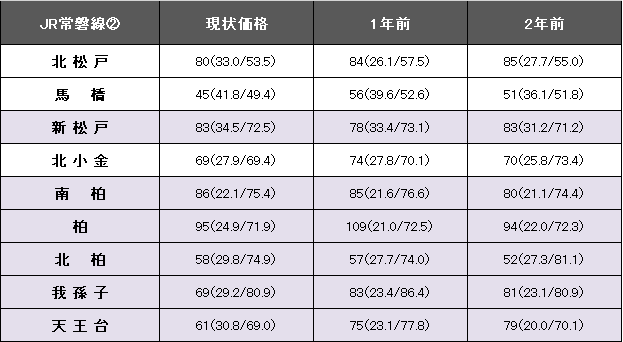 JR常磐線② 現状価格 1年前 2年前
北松戸 80(33.0/53.5) 84(26.1/57.5) 85(27.7/55.0)
馬橋 45(41.8/49.4) 56(39.6/52.6) 51(36.1/51.8)
新松戸 83(34.5/72.5) 78(33.4/73.1) 83(31.2/71.2)
北小金 69(27.9/69.4) 74(27.8/70.1) 70(25.8/73.4)
南柏 86(22.1/75.4) 85(21.6/76.6) 80(21.1/74.4)
柏 95(24.9/71.9) 109(21.0/72.5) 94(22.0/72.3)
北柏 58(29.8/74.9) 57(27.7/74.0) 52(27.3/81.1)
我孫子 69(29.2/80.9) 83(23.4/86.4) 81(23.1/80.9)
天王台 61(30.8/69.0) 75(23.1/77.8) 79(20.0/70.1)